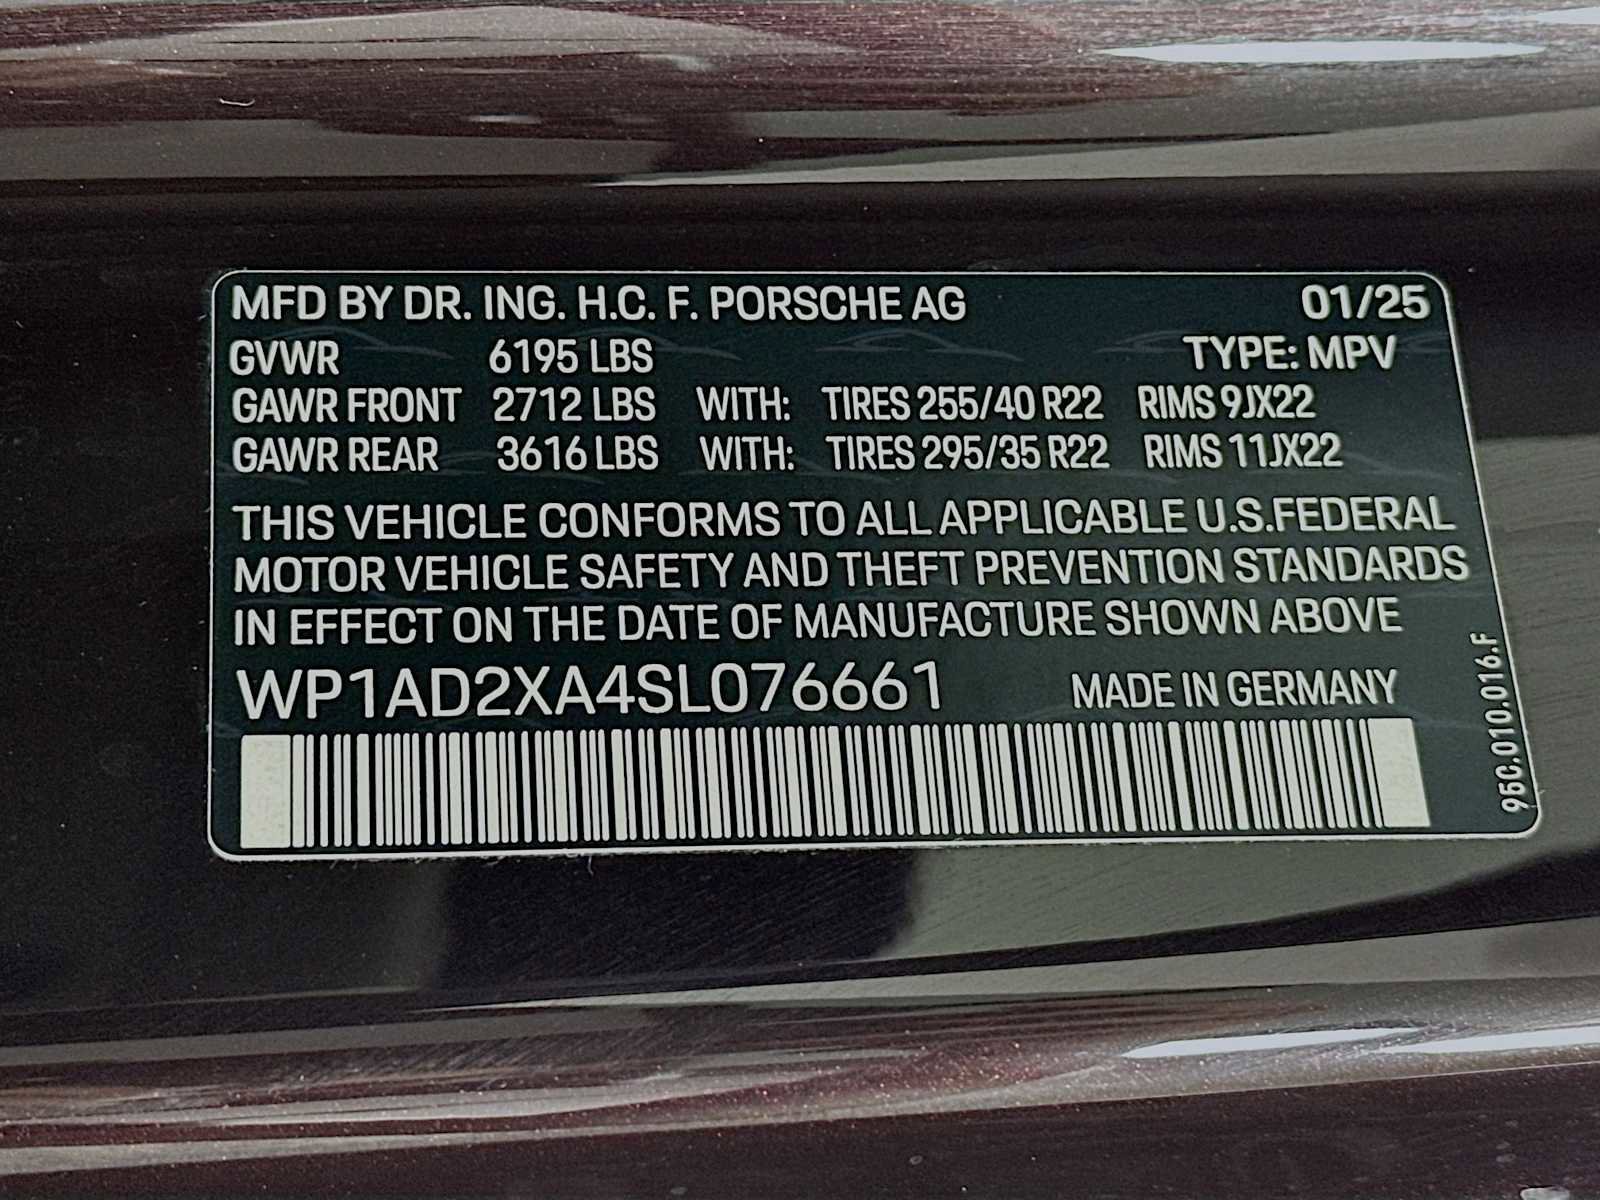 MFD BY DR. ING. H.C. F. PORSCHE AG 01/25
GVWR 6195 LBS TYPE: MPV
GAWR FRONT 2712 LBS WITH: TIRES 255/40 R22 RIMS 9JX22
GAWR REAR 3616 LBS WITH: TIRES 295/35 R22 RIMS 11JX22
THIS VEHICLE CONFORMS TO ALL APPLICABLE U.S.FEDERAL
MOTOR VEHICLE SAFETY AND THEFT PREVENTION STANDARDS
IN EFFECT ON THE DATE OF MANUFACTURE SHOWN ABOVE
WP1AD2XA4SL076661 MADE IN GERMANY
95C.010.016.F